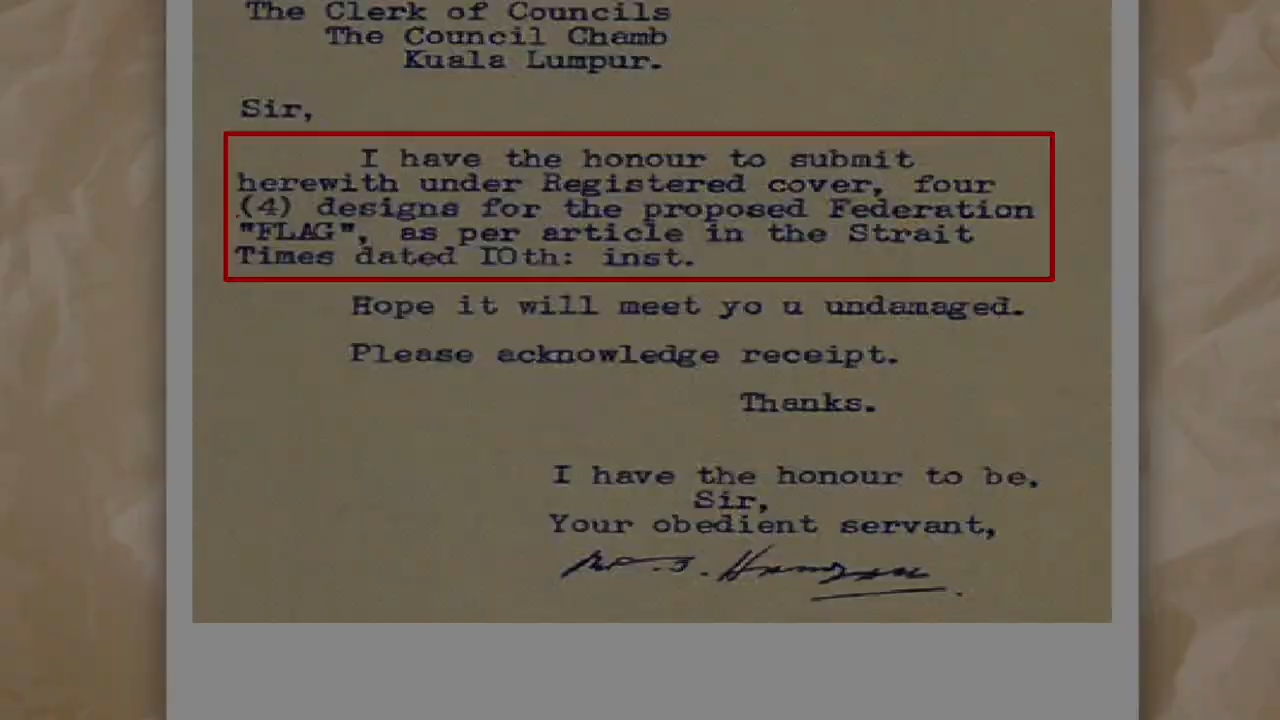 The Clerk of Councils
The Council Chamb
Kuala Lumpur.
Sir,
I have the honour to submit
herewith under Registered cover, four
(4) designs for the proposed Federation
"FLAG", as per article in the Strait
Times dated IOth: inst.
Hope it will meet yo u undamaged.
Please acknowledge receipt.
Thanks.
I have the honour to be,
Sir,
Your obedient servant,